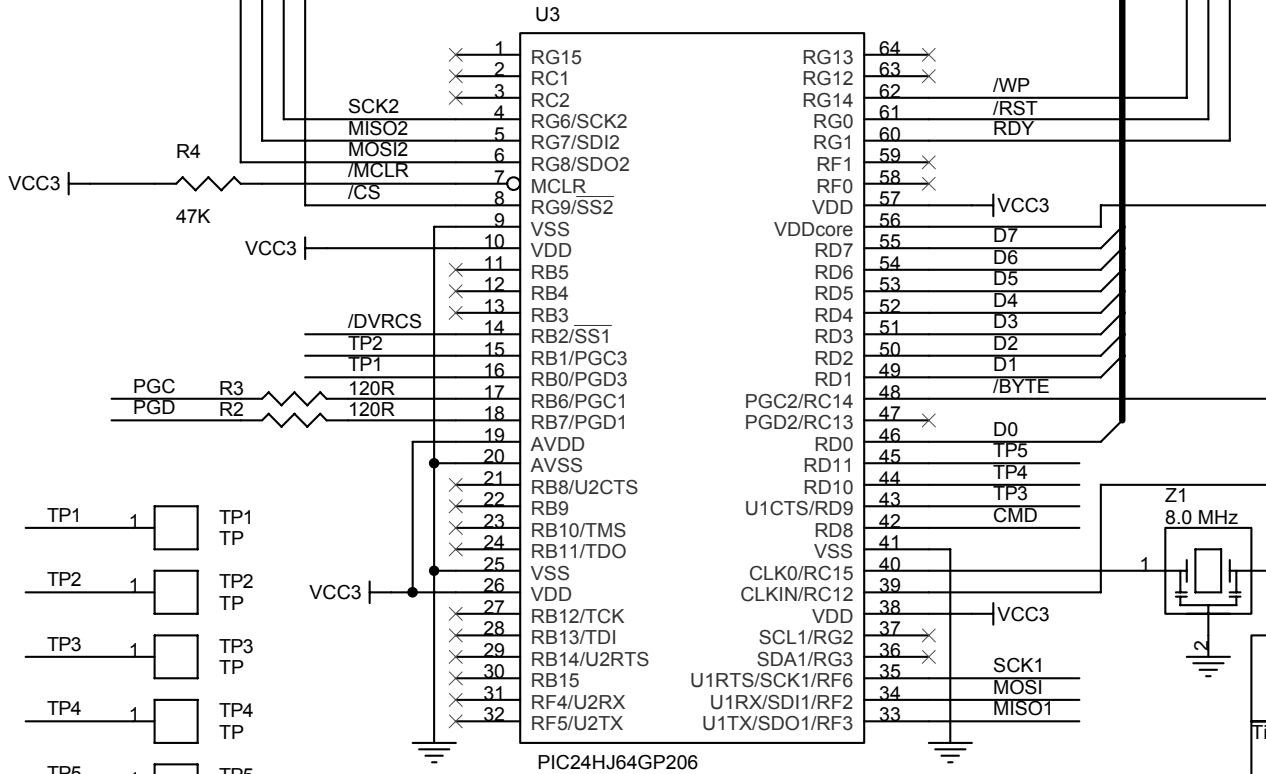 U3
1 RG15 RG13 64
2 RC1 RG12 63
3 RC2 RG14 62 /WP
SCK2 4 RG6/SCK2 RG0 61 /RST
MISO2 5 RG7/SDI2 RG1 60 RDY
MOSI2 6 RG8/SDO2 RF1 59
VCC3 R4 47K /MCLR 7 MCLR RF0 58
/CS 8 RG9/SS2 VDD 57 VCC3
9 VSS VDDcore 56
VCC3 10 VDD RD7 55 D7
11 RB5 RD6 54 D6
12 RB4 RD5 53 D5
13 RB3 RD4 52 D4
/DVRCS 14 RB2/SS1 RD3 51 D3
TP2 15 RB1/PGC3 RD2 50 D2
TP1 16 RB0/PGD3 RD1 49 D1
PGC R3 120R 17 RB6/PGC1 PGC2/RC14 48 /BYTE
PGD R2 120R 18 RB7/PGD1 PGD2/RC13 47
19 AVDD RD0 46 D0
20 AVSS RD11 45 TP5
21 RB8/U2CTS RD10 44 TP4
22 RB9 U1CTS/RD9 43 TP3
23 RB10/TMS RD8 42 CMD
24 RB11/TDO VSS 41
25 VSS CLK0/RC15 40
VCC3 26 VDD CLKIN/RC12 39
27 RB12/TCK VDD 38 VCC3
28 RB13/TDI SCL1/RG2 37
29 RB14/U2RTS SDA1/RG3 36
30 RB15 U1RTS/SCK1/RF6 35 SCK1
31 RF4/U2RX U1RX/SDI1/RF2 34 MOSI
32 RF5/U2TX U1TX/SDO1/RF3 33 MISO1
PIC24HJ64GP206
Z1
8.0 MHz
1
2
TP1 1 TP1
TP
TP2 1 TP2
TP
TP3 1 TP3
TP
TP4 1 TP4
TP
TP5 1 TP5
Ti